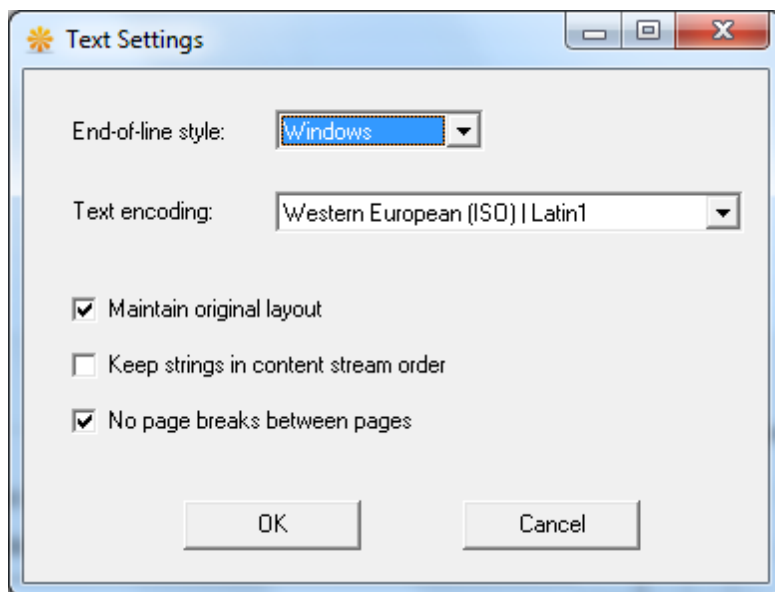 Text Settings
End-of-line style: Windows
Text encoding: Western European (ISO) | Latin1
Maintain original layout
Keep strings in content stream order
No page breaks between pages
OK Cancel